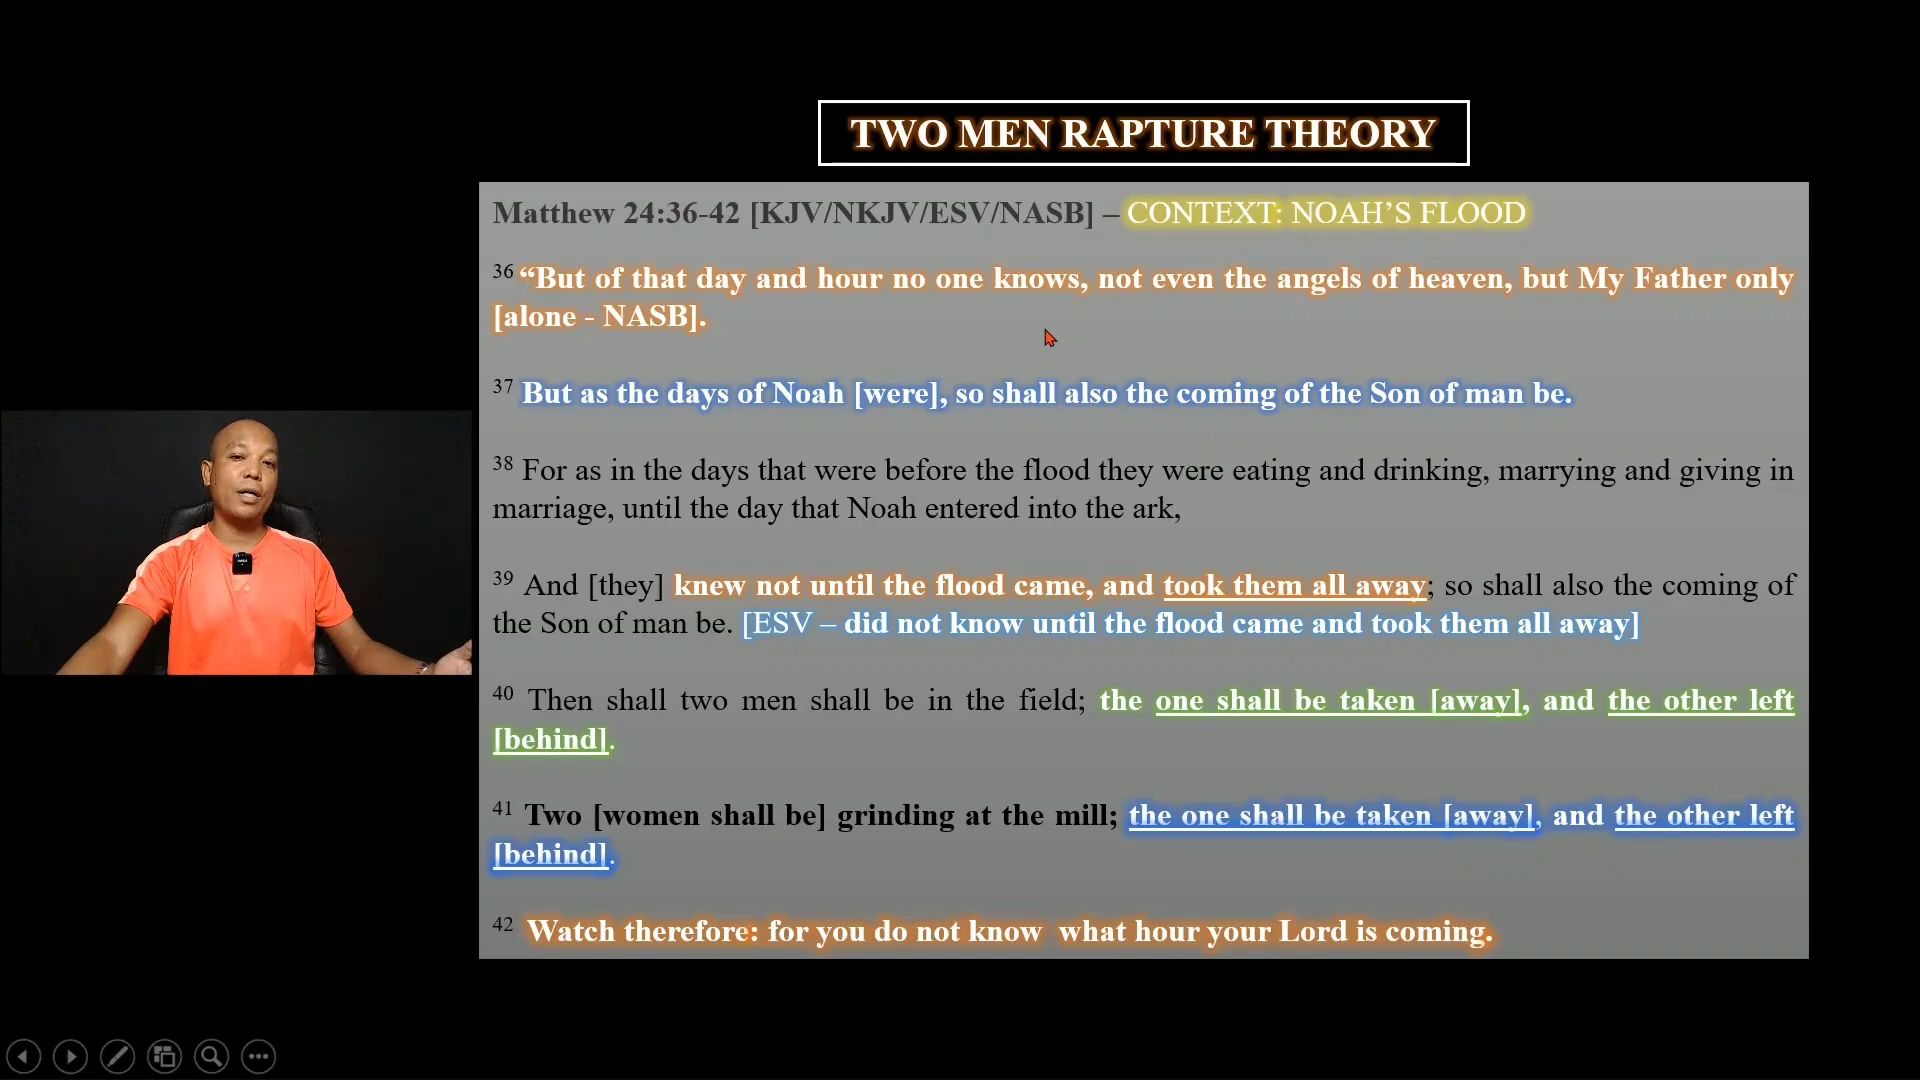 TWO MEN RAPTURE THEORY
Matthew 24:36-42 [KJV/NKJV/ESV/NASB] – CONTEXT: NOAH’S FLOOD
36 “But of that day and hour no one knows, not even the angels of heaven, but My Father only
[alone - NASB].
37 But as the days of Noah [were], so shall also the coming of the Son of man be.
38 For as in the days that were before the flood they were eating and drinking, marrying and giving in
marriage, until the day that Noah entered into the ark,
39 And [they] knew not until the flood came, and took them all away; so shall also the coming of
the Son of man be. [ESV – did not know until the flood came and took them all away]
40 Then shall two men shall be in the field; the one shall be taken [away], and the other left
[behind].
41 Two [women shall be] grinding at the mill; the one shall be taken [away], and the other left
[behind].
42 Watch therefore: for you do not know what hour your Lord is coming.